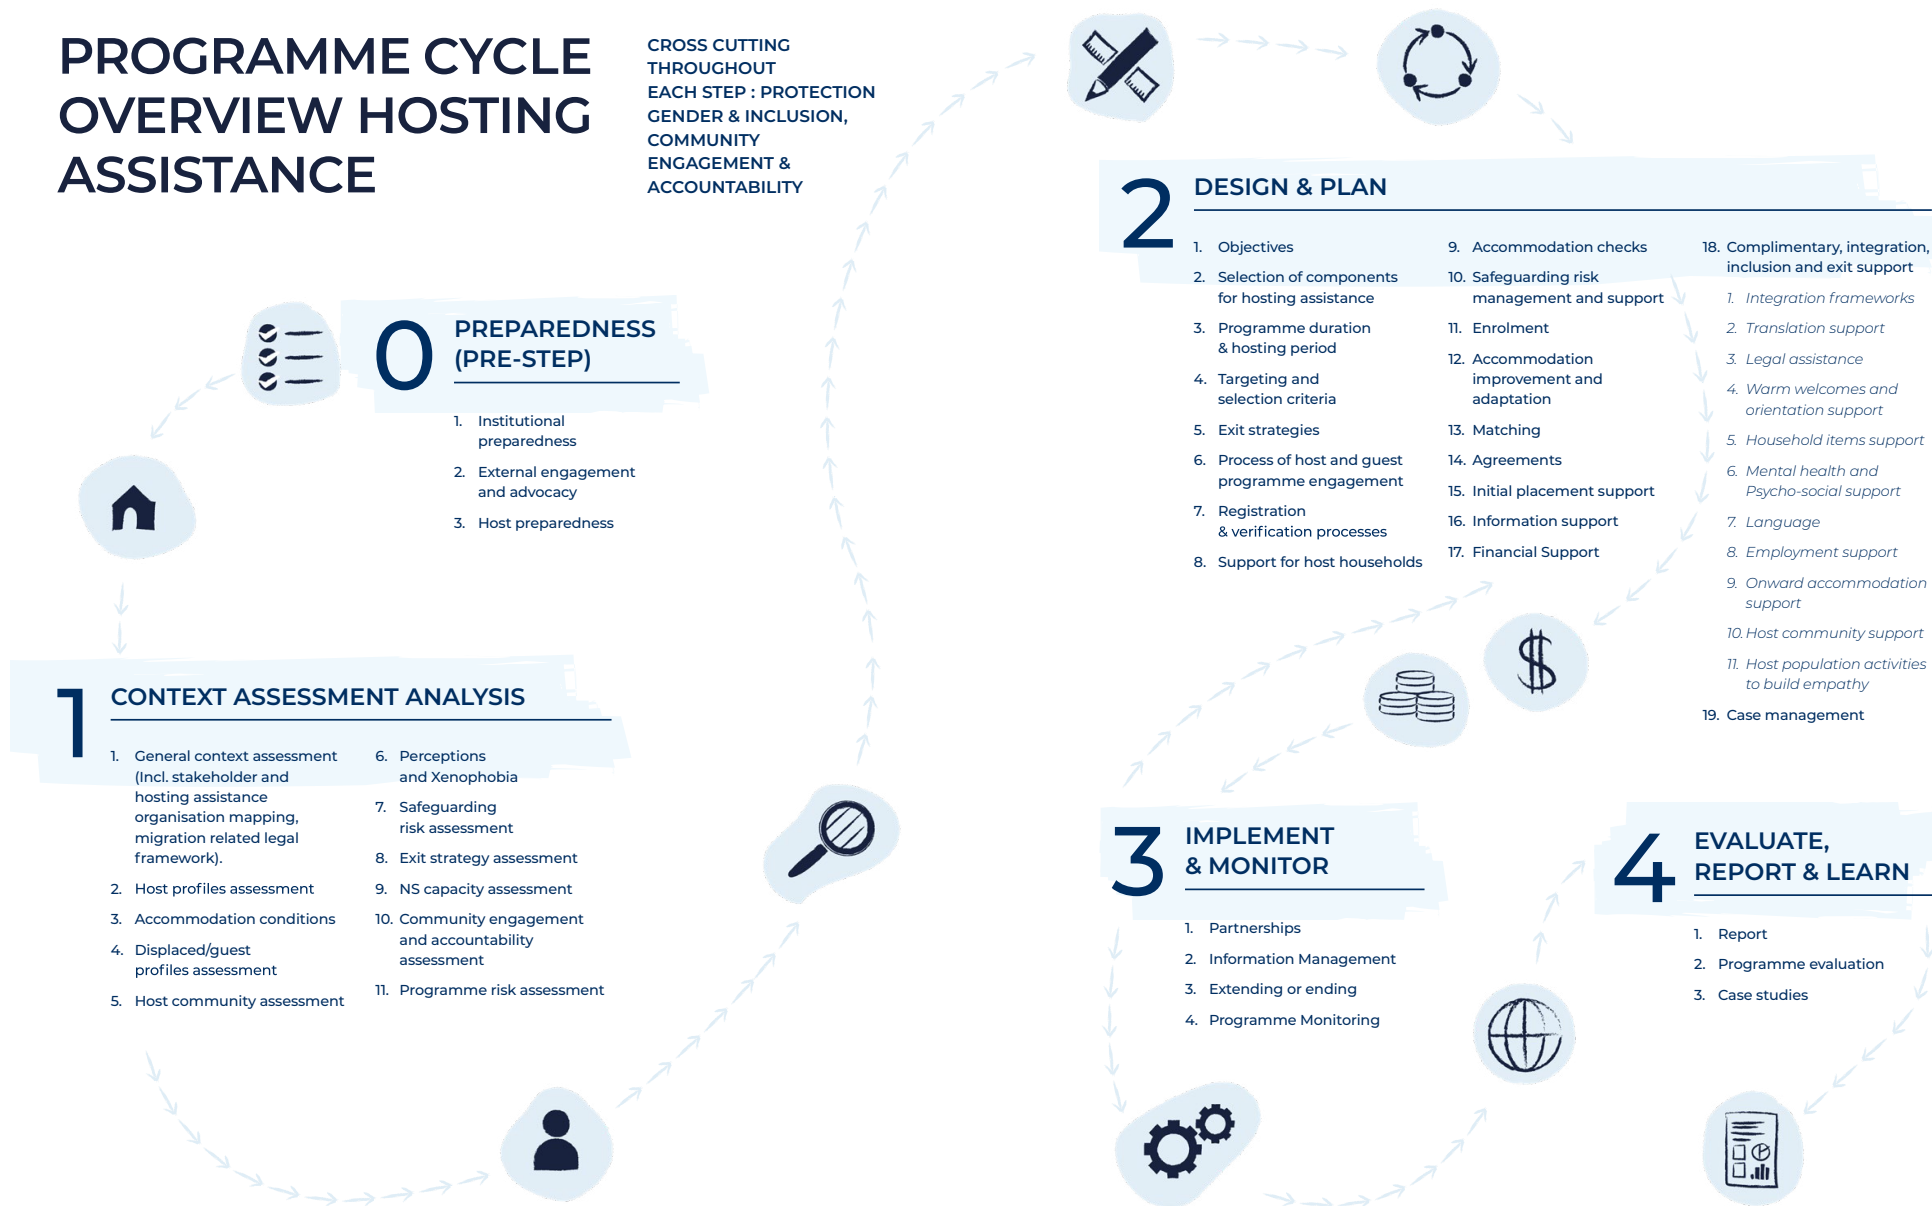 PROGRAMME CYCLE
OVERVIEW HOSTING
ASSISTANCE
CROSS CUTTING
THROUGHOUT
EACH STEP : PROTECTION
GENDER & INCLUSION,
COMMUNITY
ENGAGEMENT &
ACCOUNTABILITY
0
PREPAREDNESS
(PRE-STEP)
1. Institutional
preparedness
2. External engagement
and advocacy
3. Host preparedness
1
CONTEXT ASSESSMENT ANALYSIS
1. General context assessment
(Incl. stakeholder and
hosting assistance
organisation mapping,
migration related legal
framework).
2. Host profiles assessment
3. Accommodation conditions
4. Displaced/guest
profiles assessment
5. Host community assessment
6. Perceptions
and Xenophobia
7. Safeguarding
risk assessment
8. Exit strategy assessment
9. NS capacity assessment
10. Community engagement
and accountability
assessment
11. Programme risk assessment
2
DESIGN & PLAN
1. Objectives
2. Selection of components
for hosting assistance
3. Programme duration
& hosting period
4. Targeting and
selection criteria
5. Exit strategies
6. Process of host and guest
programme engagement
7. Registration
& verification processes
8. Support for host households
9. Accommodation checks
10. Safeguarding risk
management and support
11. Enrolment
12. Accommodation
improvement and
adaptation
13. Matching
14. Agreements
15. Initial placement support
16. Information support
17. Financial Support
18. Complimentary, integration,
inclusion and exit support
1. Integration frameworks
2. Translation support
3. Legal assistance
4. Warm welcomes and
orientation support
5. Household items support
6. Mental health and
Psycho-social support
7. Language
8. Employment support
9. Onward accommodation
support
10. Host community support
11. Host population activities
to build empathy
19. Case management
3
IMPLEMENT
& MONITOR
1. Partnerships
2. Information Management
3. Extending or ending
4. Programme Monitoring
4
EVALUATE,
REPORT & LEARN
1. Report
2. Programme evaluation
3. Case studies